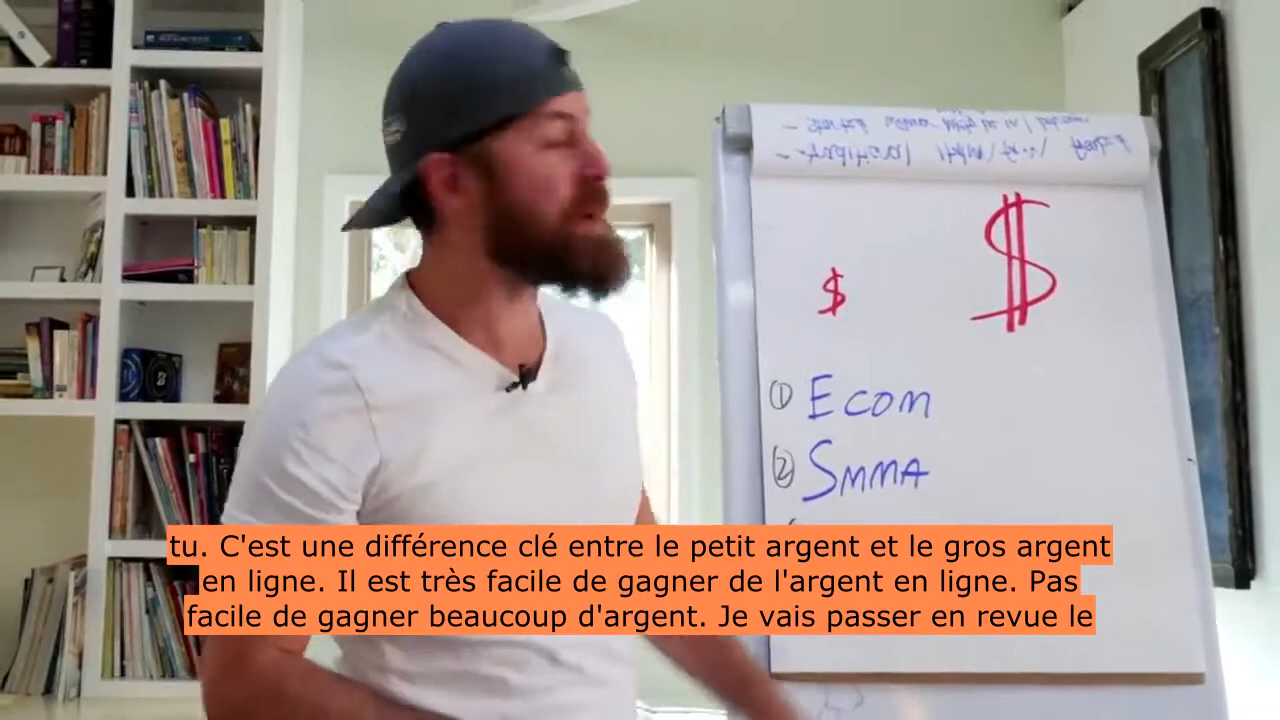 $ $
① Ecom
② SMMA
tu. C'est une différence clé entre le petit argent et le gros argent
en ligne. Il est très facile de gagner de l'argent en ligne. Pas
facile de gagner beaucoup d'argent. Je vais passer en revue le